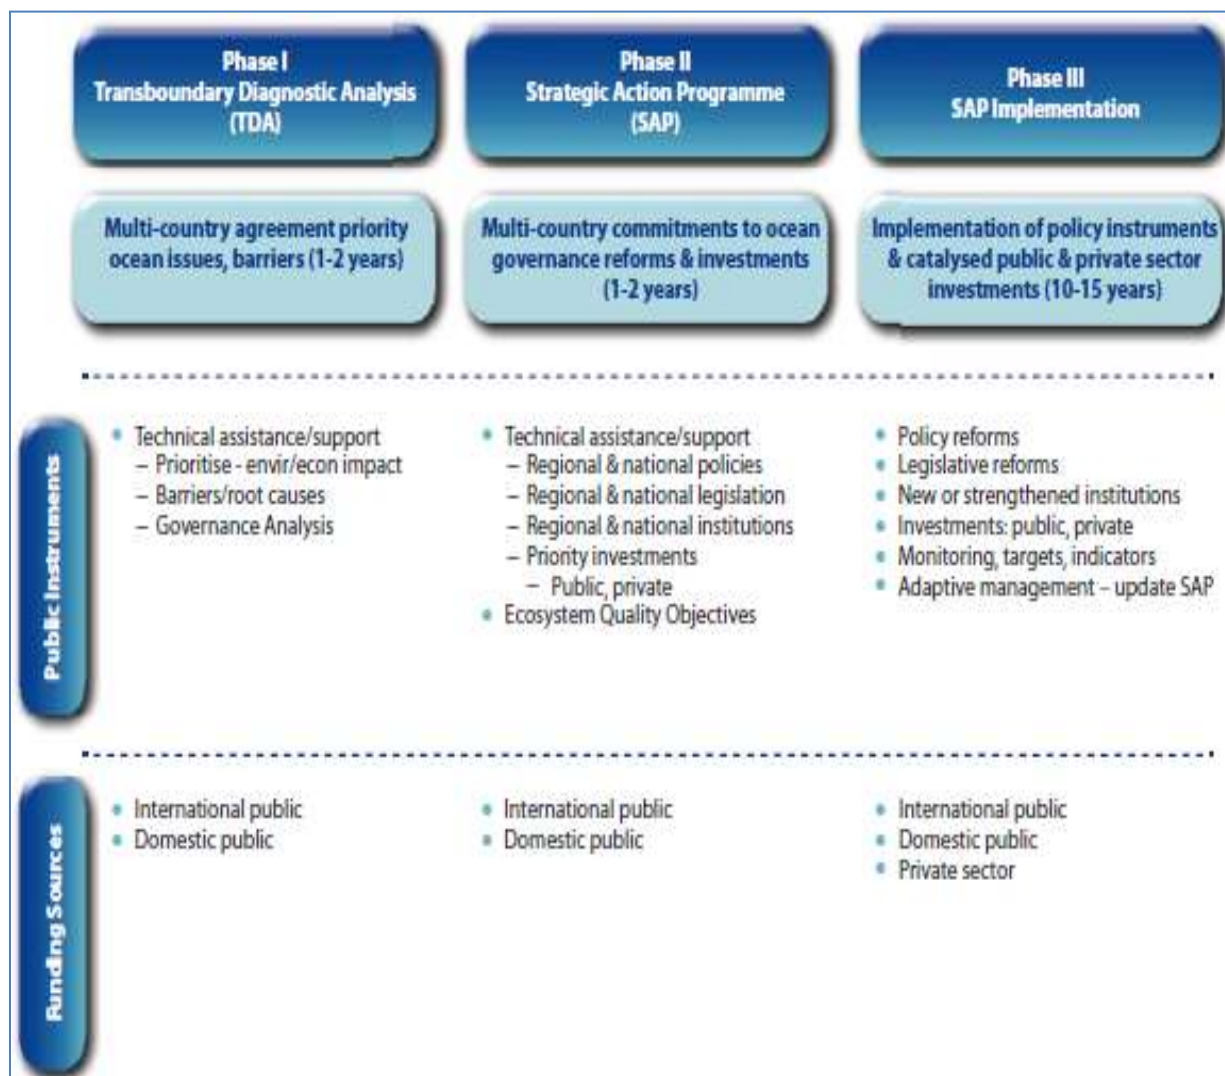 Phase I
Transboundary Diagnostic Analysis
(TDA)
Phase II
Strategic Action Programme
(SAP)
Phase III
SAP Implementation
Multi-country agreement priority
ocean issues, barriers (1-2 years)
Multi-country commitments to ocean
governance reforms & investments
(1-2 years)
Implementation of policy instruments
& catalysed public & private sector
investments (10-15 years)
Public Instruments
• Technical assistance/support
– Prioritise - envir/econ impact
– Barriers/root causes
– Governance Analysis
• Technical assistance/support
– Regional & national policies
– Regional & national legislation
– Regional & national institutions
– Priority investments
– Public, private
• Ecosystem Quality Objectives
• Policy reforms
• Legislative reforms
• New or strengthened institutions
• Investments: public, private
• Monitoring, targets, indicators
• Adaptive management – update SAP
Funding Sources
• International public
• Domestic public
• International public
• Domestic public
• International public
• Domestic public
• Private sector